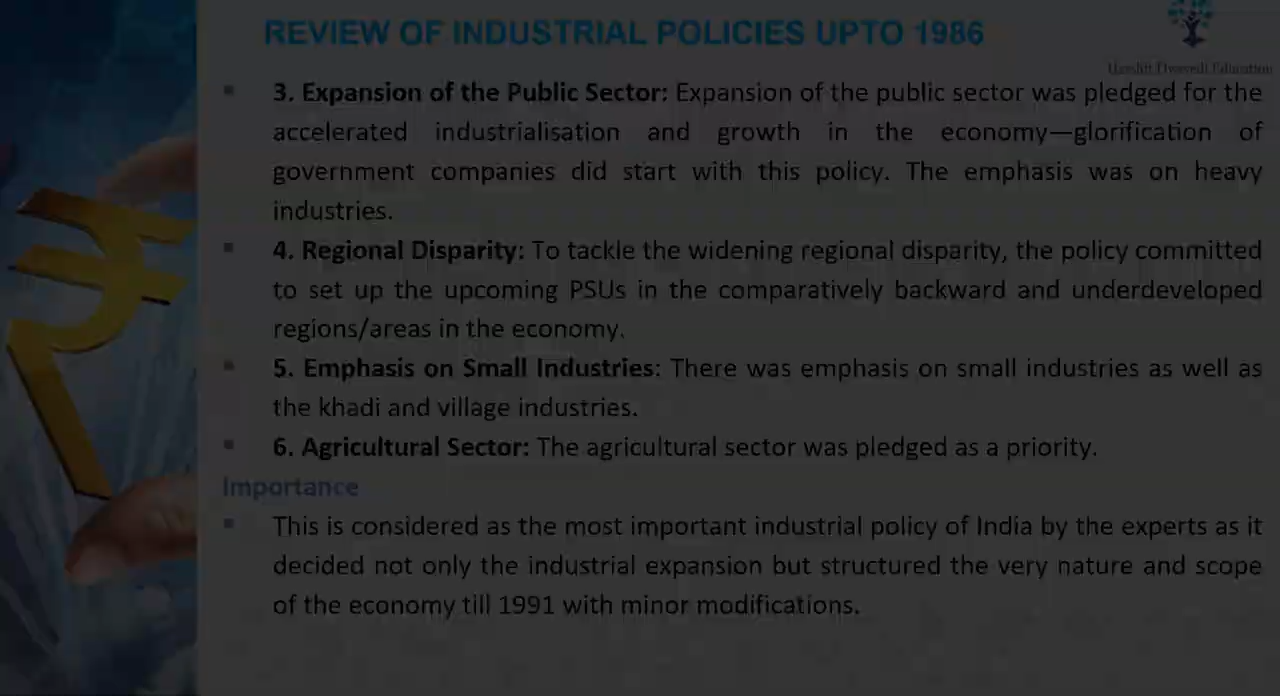 REVIEW OF INDUSTRIAL POLICIES UPTO 1986
Harshit Dwivedi Education
▪ 3. Expansion of the Public Sector: Expansion of the public sector was pledged for the
accelerated industrialisation and growth in the economy—glorification of
government companies did start with this policy. The emphasis was on heavy
industries.
▪ 4. Regional Disparity: To tackle the widening regional disparity, the policy committed
to set up the upcoming PSUs in the comparatively backward and underdeveloped
regions/areas in the economy.
▪ 5. Emphasis on Small Industries: There was emphasis on small industries as well as
the khadi and village industries.
▪ 6. Agricultural Sector: The agricultural sector was pledged as a priority.
Importance
▪ This is considered as the most important industrial policy of India by the experts as it
decided not only the industrial expansion but structured the very nature and scope
of the economy till 1991 with minor modifications.